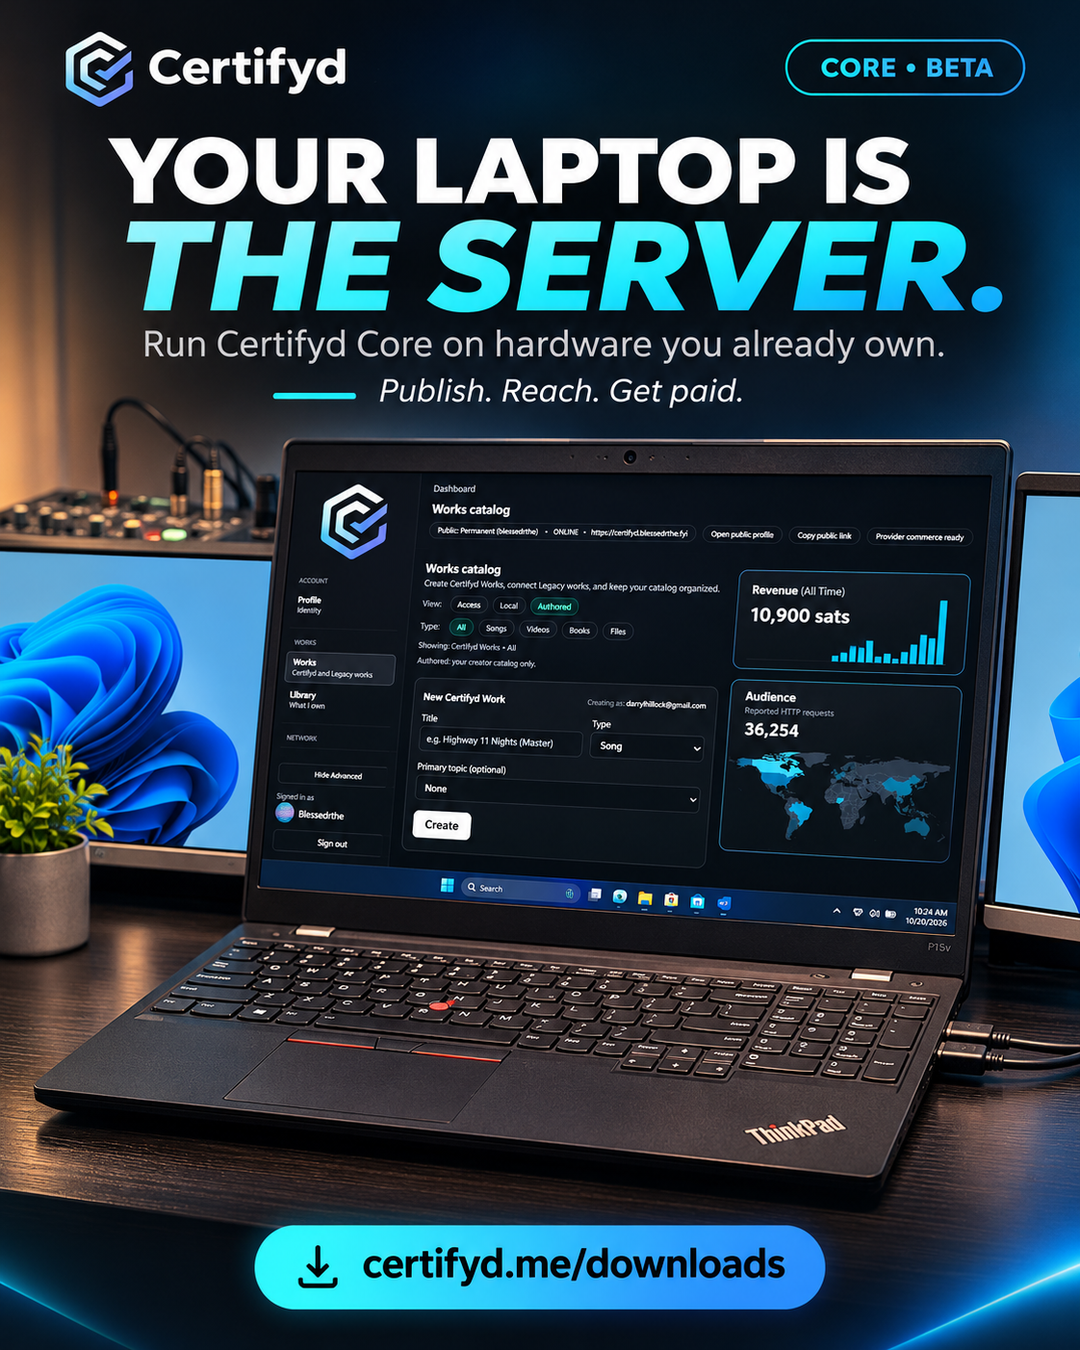 Certifyd
CORE • BETA
YOUR LAPTOP IS
THE SERVER.
Run Certifyd Core on hardware you already own.
Publish. Reach. Get paid.
Dashboard
Works catalog
Public: Permanent (blessedrthe) • ONLINE • https://certifyd.blessedrthe.fyi
Open public profile
Copy public link
Provider commerce ready
ACCOUNT
Profile
Identity
WORKS
Works
Certifyd and Legacy works
Library
What I own
NETWORK
Hide Advanced
Signed in as
Blessedrthe
Sign out
Works catalog
Create Certifyd Works, connect Legacy works, and keep your catalog organized.
View: Access Local Authored
Type: All Songs Videos Books Files
Showing: Certifyd Works • All
Authored: your creator catalog only.
New Certifyd Work
Creating as: darrylhillock@gmail.com
Title
e.g. Highway 11 Nights (Master)
Type
Song
Primary topic (optional)
None
Create
Revenue (All Time)
10,900 sats
Audience
Reported HTTP requests
36,254
Search
10:24 AM
10/20/2026
P15v
ThinkPad
certifyd.me/downloads